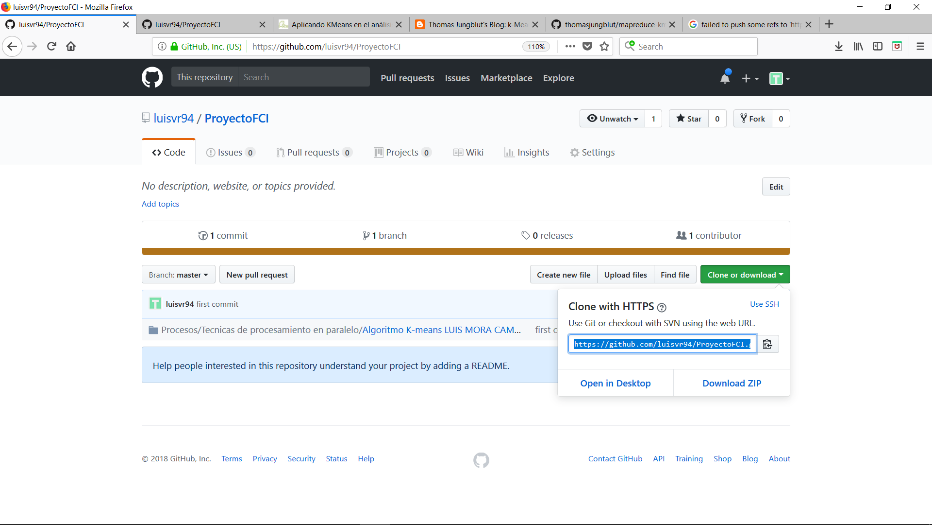 luisvr94/ProyectoFCI - Mozilla Firefox
luisvr94/ProyectoFCI
luisvr94/ProyectoFCI
Aplicando KMeans en el análi
Thomas Jungblut's Blog: k-Mea
thomasjungblut/mapreduce-k
failed to push some refs to 'http
GitHub, Inc. (US)
https://github.com/luisvr94/ProyectoFCI
110%
Search
This repository
Search
Pull requests
Issues
Marketplace
Explore
luisvr94 / ProyectoFCI
Unwatch
1
Star
0
Fork
0
Code
Issues 0
Pull requests 0
Projects 0
Wiki
Insights
Settings
No description, website, or topics provided.
Edit
Add topics
1 commit
1 branch
0 releases
1 contributor
Branch: master
New pull request
Create new file
Upload files
Find file
Clone or download
luisvr94 first commit
Procesos/Tecnicas de procesamiento en paralelo/Algoritmo K-means LUIS MORA CAM...
first c
Help people interested in this repository understand your project by adding a README.
Clone with HTTPS
Use SSH
Use Git or checkout with SVN using the web URL.
https://github.com/luisvr94/ProyectoFCI.
Open in Desktop
Download ZIP
© 2018 GitHub, Inc.
Terms
Privacy
Security
Status
Help
Contact GitHub
API
Training
Shop
Blog
About